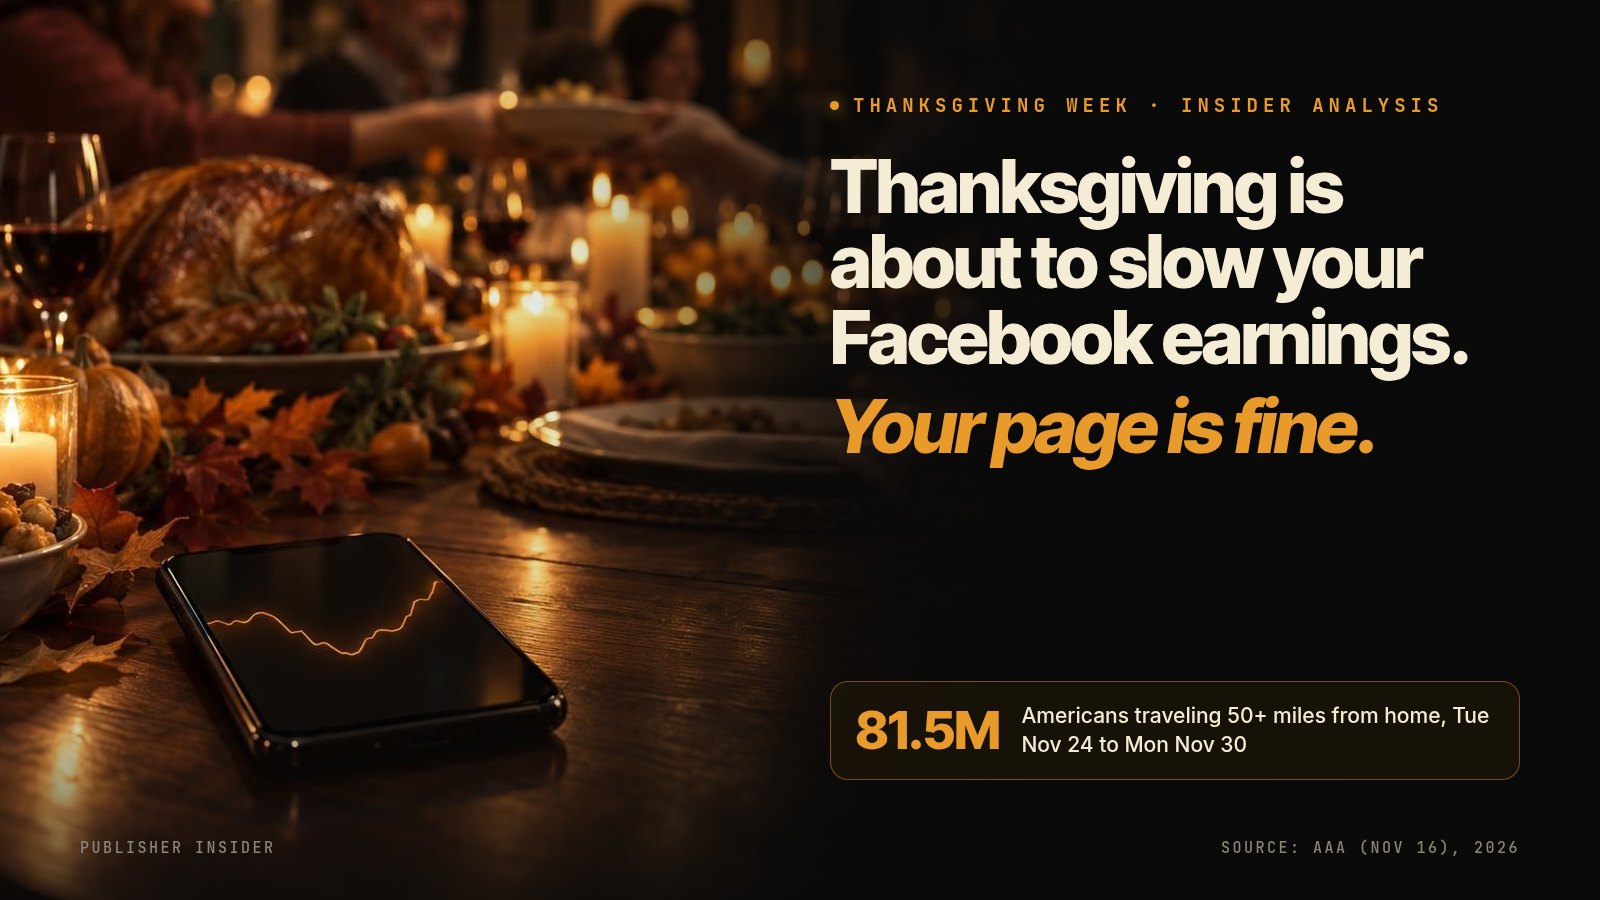 THANKSGIVING WEEK · INSIDER ANALYSIS
Thanksgiving is
about to slow your
Facebook earnings.
Your page is fine.
81.5M
Americans traveling 50+ miles from home, Tue
Nov 24 to Mon Nov 30
PUBLISHER INSIDER
SOURCE: AAA (NOV 16), 2026